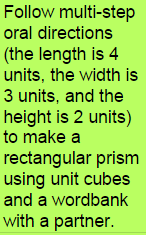 Follow multi-step
oral directions
(the length is 4
units, the width is
3 units, and the
height is 2 units)
to make a
rectangular prism
using unit cubes
and a wordbank
with a partner.